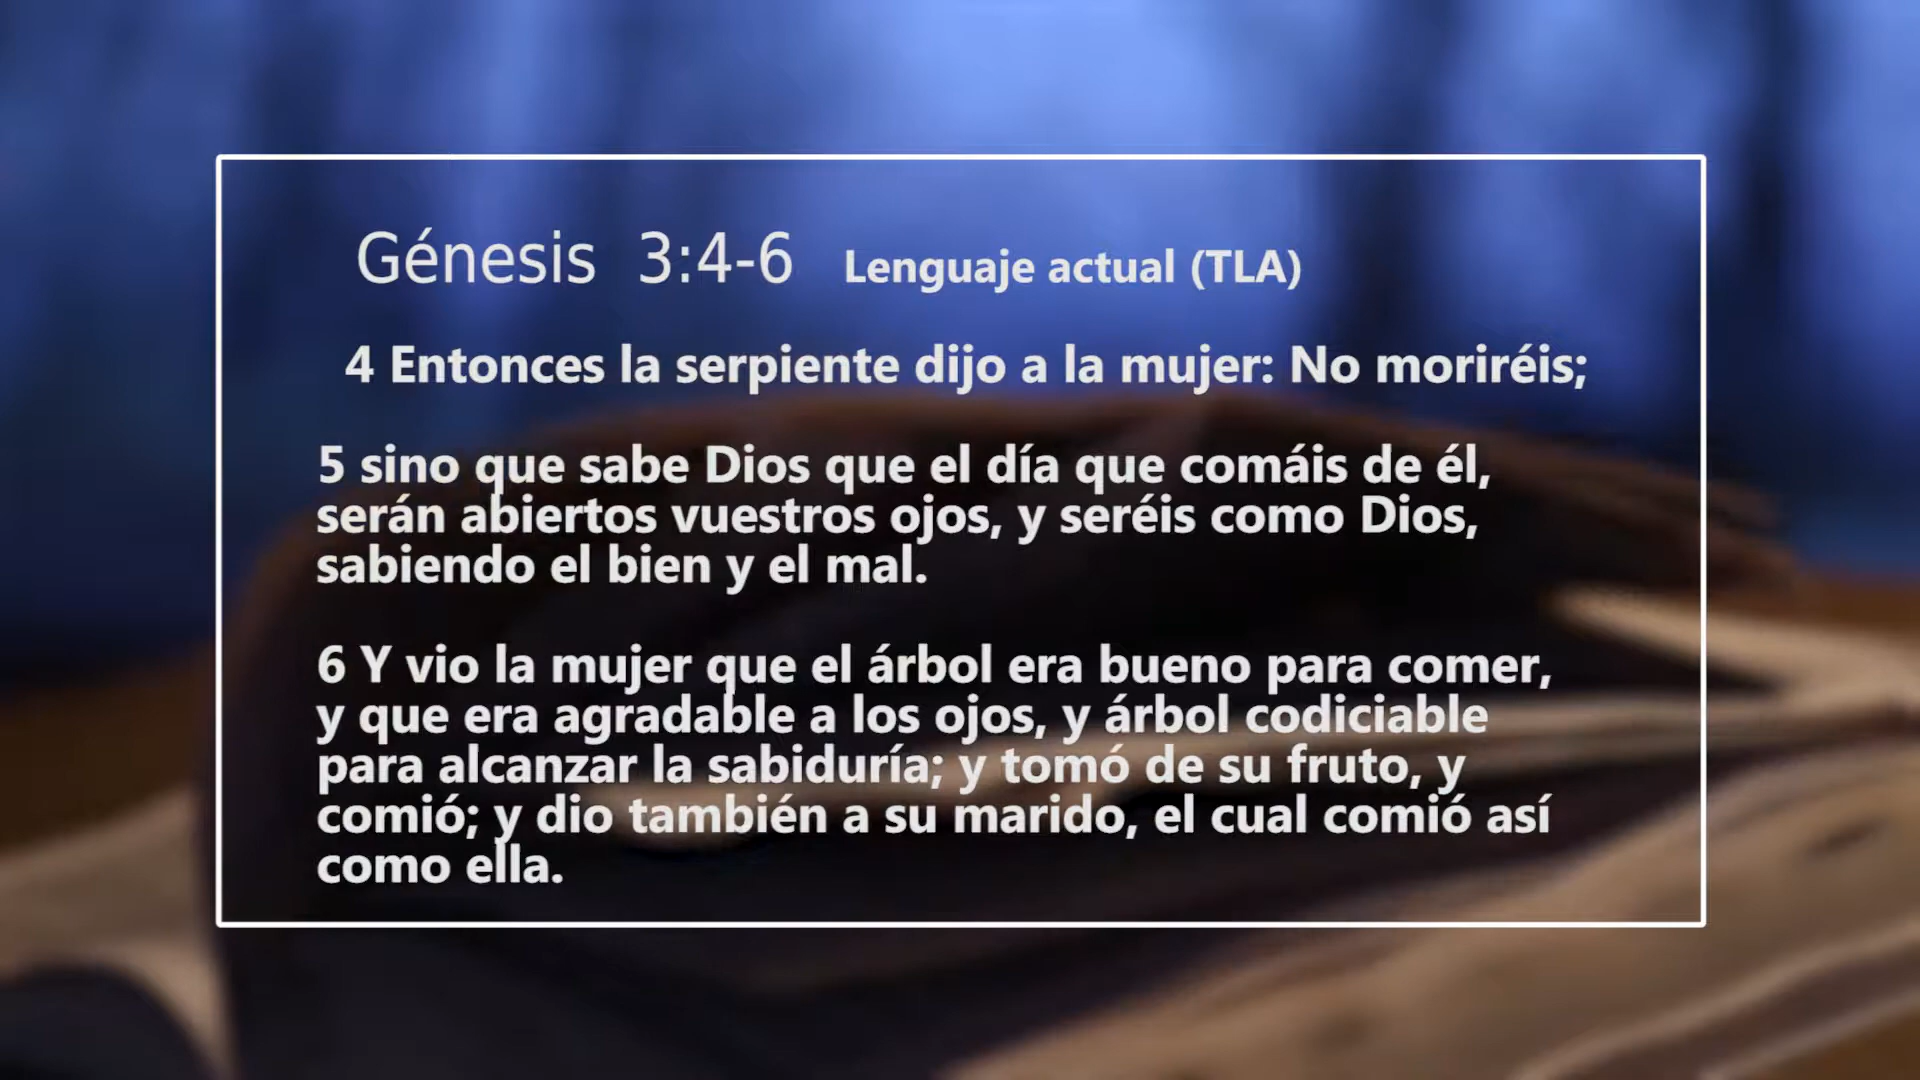 Génesis 3:4-6 Lenguaje actual (TLA)
4 Entonces la serpiente dijo a la mujer: No moriréis;
5 sino que sabe Dios que el día que comáis de él,
serán abiertos vuestros ojos, y seréis como Dios,
sabiendo el bien y el mal.
6 Y vio la mujer que el árbol era bueno para comer,
y que era agradable a los ojos, y árbol codiciable
para alcanzar la sabiduría; y tomó de su fruto, y
comió; y dio también a su marido, el cual comió así
como ella.